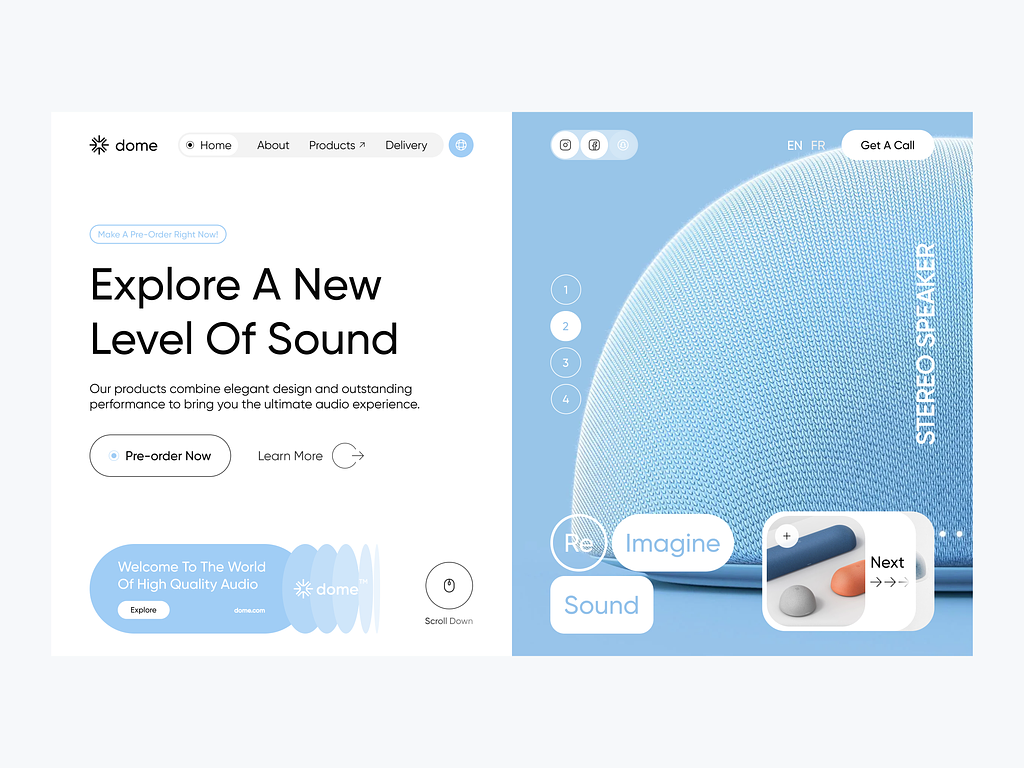 dome
Home
About
Products
Delivery
Make A Pre-Order Right Now!
Explore A New
Level Of Sound
Our products combine elegant design and outstanding
performance to bring you the ultimate audio experience.
Pre-order Now
Learn More
Welcome To The World
Of High Quality Audio
Explore
dome.com
dome™
Scroll Down
EN FR
Get A Call
1
2
3
4
STEREO SPEAKER
Re Imagine
Sound
Next